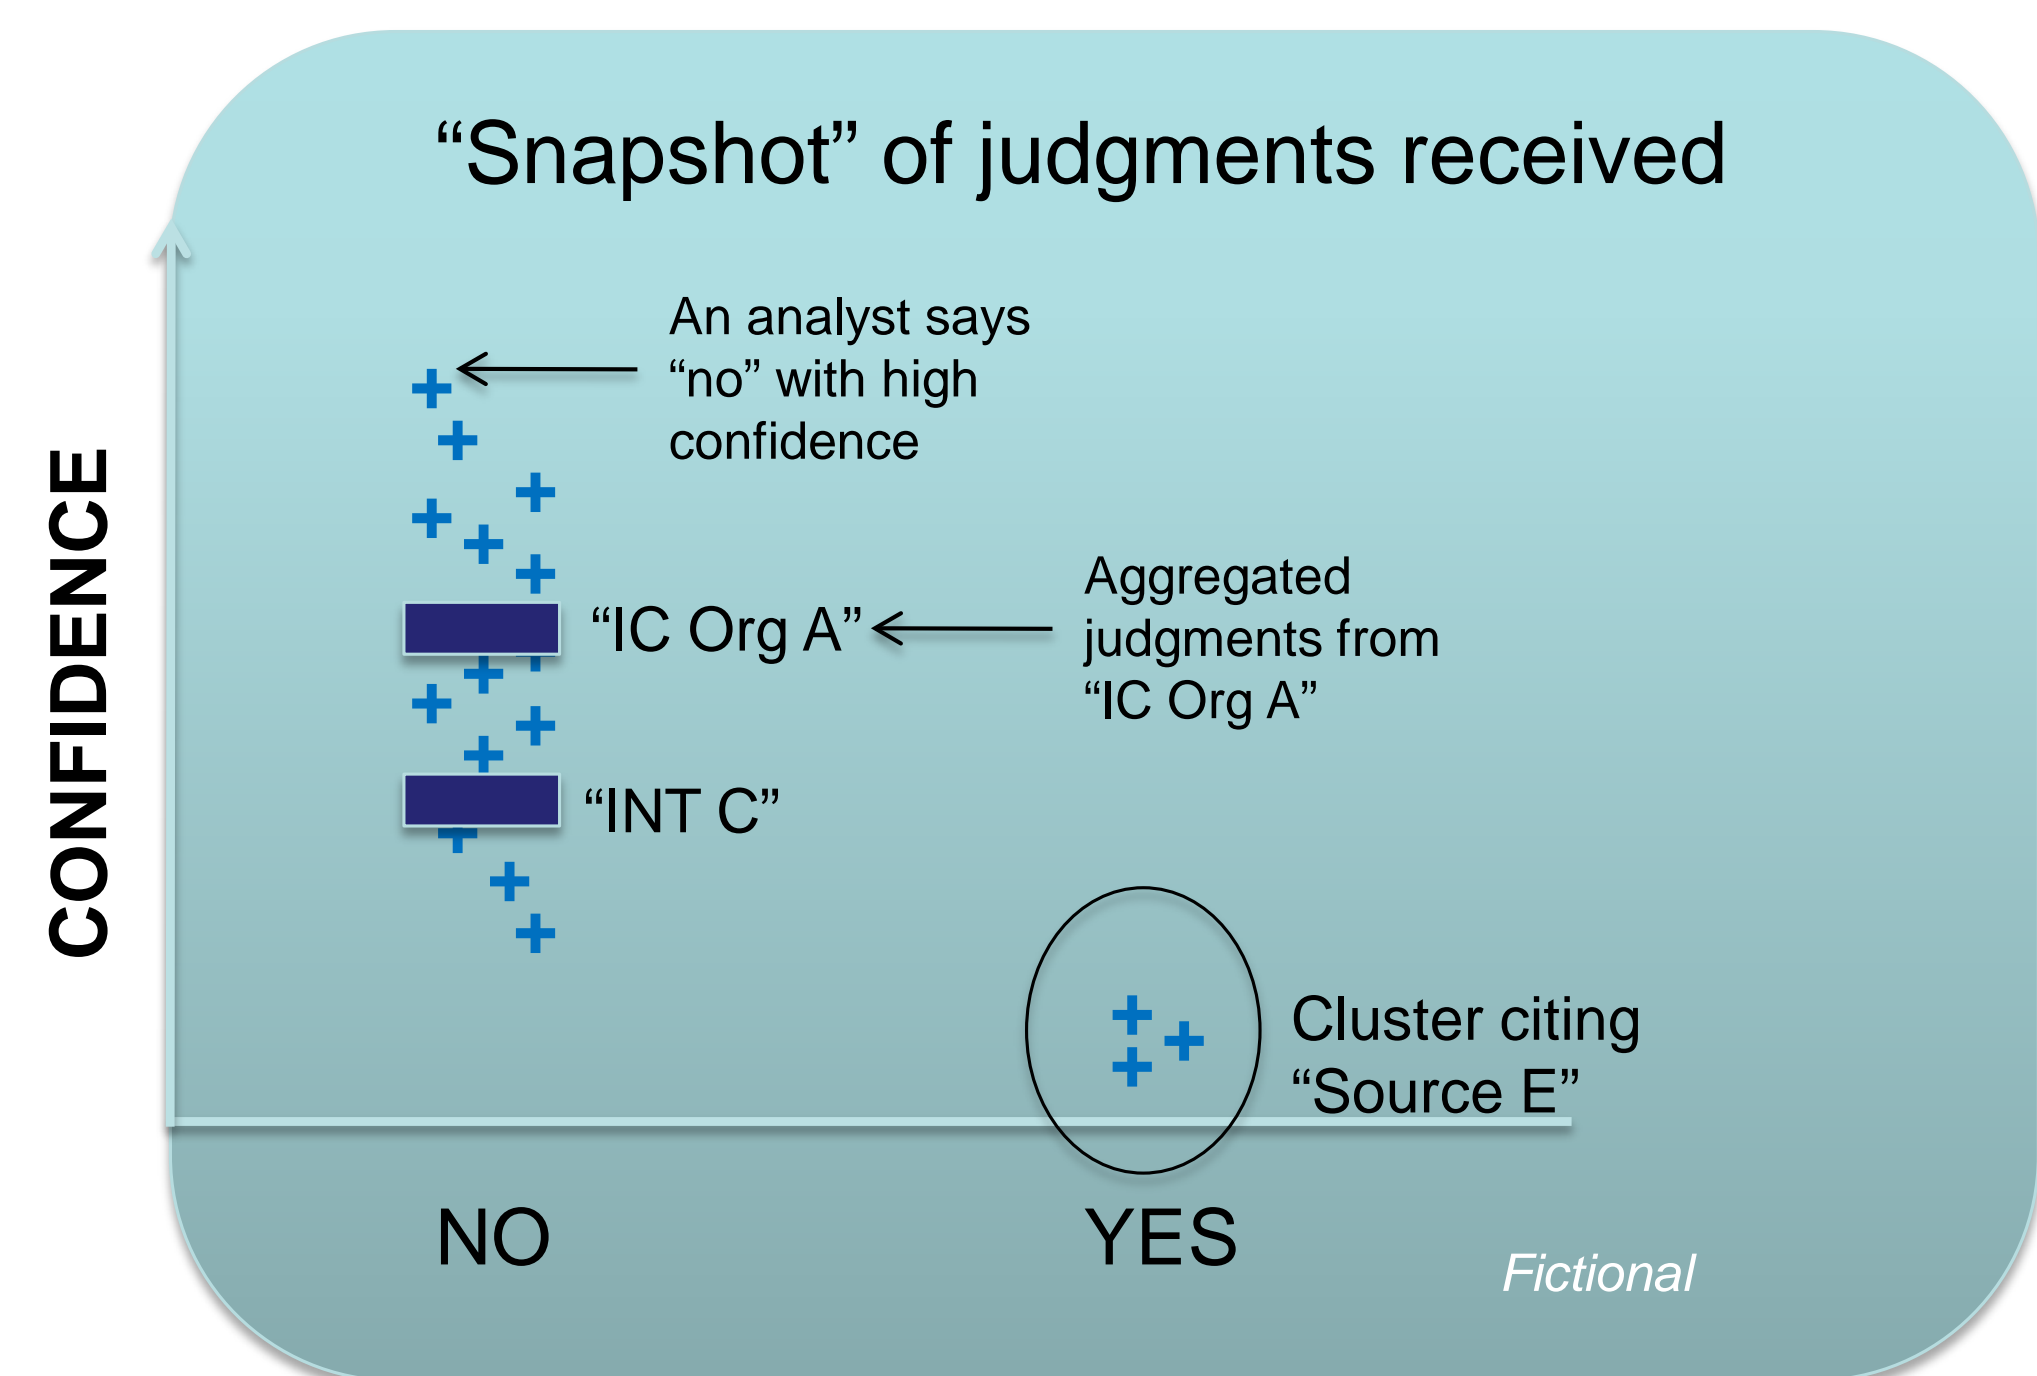 “Snapshot” of judgments received
An analyst says
“no” with high
confidence
CONFIDENCE
“IC Org A”
Aggregated
judgments from
“IC Org A”
“INT C”
Cluster citing
“Source E”
NO
YES
Fictional